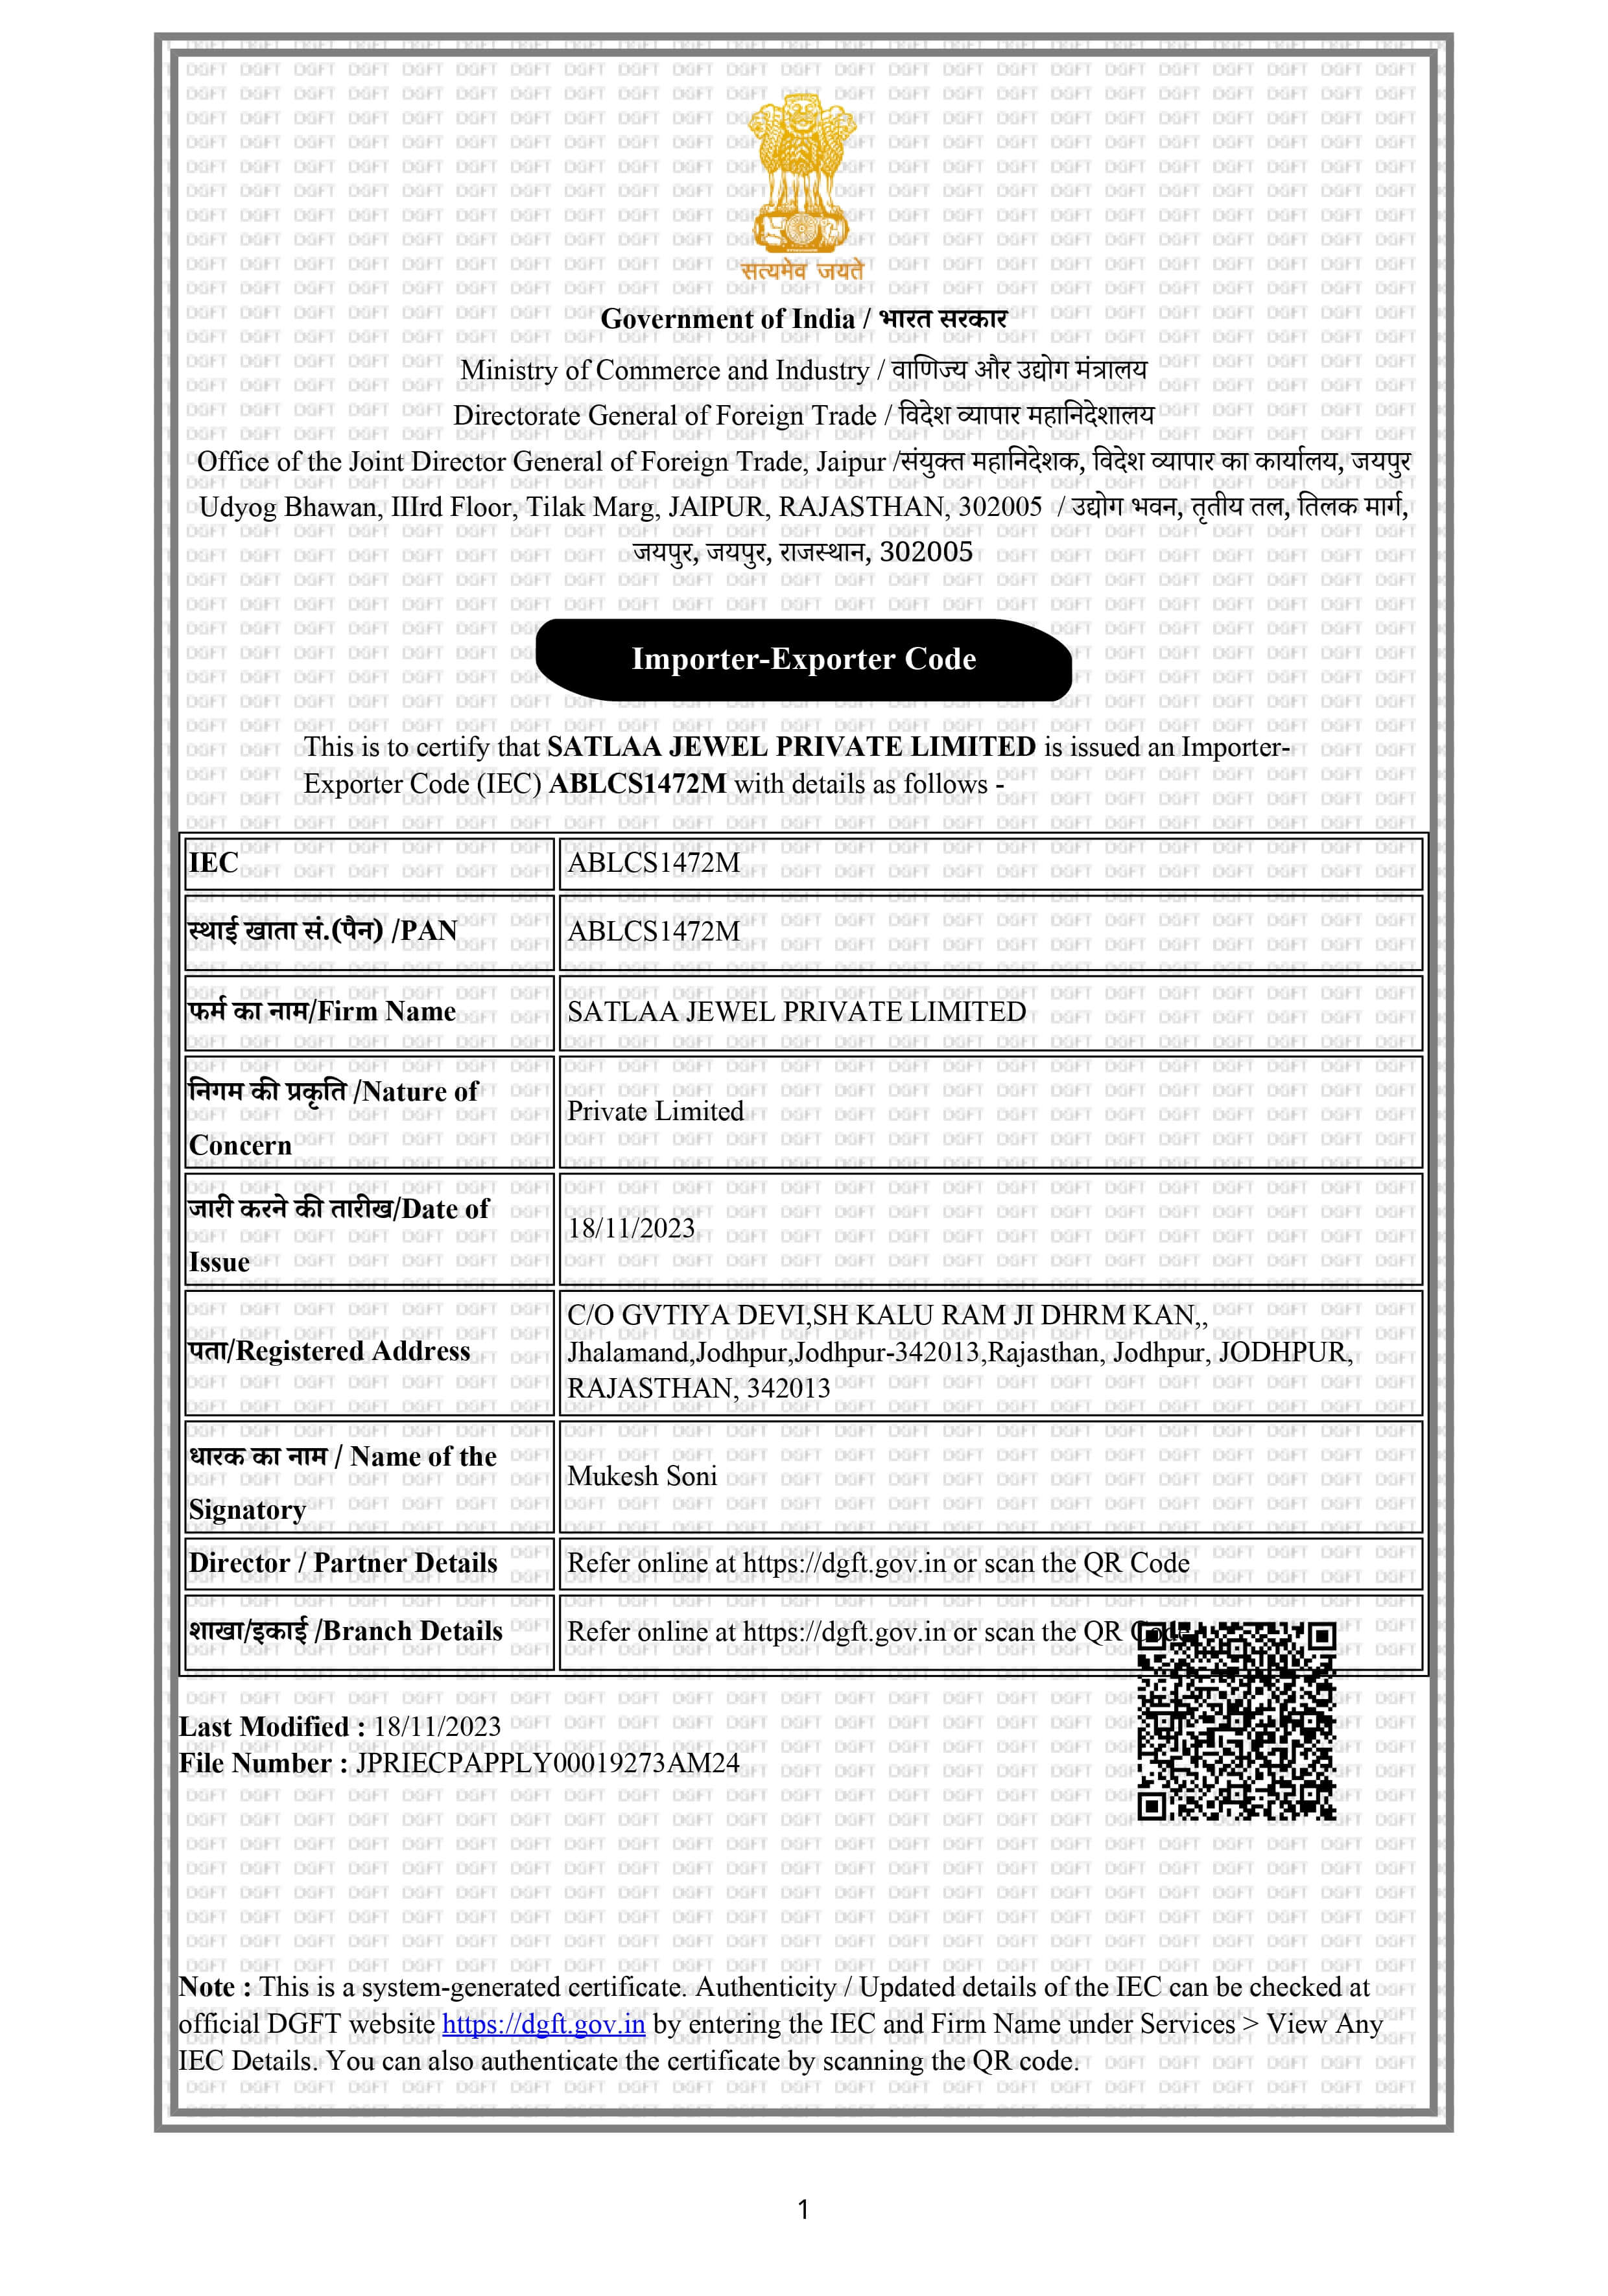 सत्यमेव जयते
Government of India / भारत सरकार
Ministry of Commerce and Industry / वाणिज्य और उद्योग मंत्रालय
Directorate General of Foreign Trade / विदेश व्यापार महानिदेशालय
Office of the Joint Director General of Foreign Trade, Jaipur /संयुक्त महानिदेशक, विदेश व्यापार का कार्यालय, जयपुर
Udyog Bhawan, IIIrd Floor, Tilak Marg, JAIPUR, RAJASTHAN, 302005 / उद्योग भवन, तृतीय तल, तिलक मार्ग,
जयपुर, जयपुर, राजस्थान, 302005
Importer-Exporter Code
This is to certify that SATLAA JEWEL PRIVATE LIMITED is issued an Importer-
Exporter Code (IEC) ABLCS1472M with details as follows -
IEC ABLCS1472M
स्थाई खाता सं.(पैन) /PAN ABLCS1472M
फर्म का नाम/Firm Name SATLAA JEWEL PRIVATE LIMITED
निगम की प्रकृति /Nature of
Concern
Private Limited
जारी करने की तारीख/Date of
Issue
18/11/2023
पता/Registered Address
C/O GVTIYA DEVI,SH KALU RAM JI DHRM KAN,,
Jhalamand,Jodhpur,Jodhpur-342013,Rajasthan, Jodhpur, JODHPUR,
RAJASTHAN, 342013
धारक का नाम / Name of the
Signatory
Mukesh Soni
Director / Partner Details Refer online at https://dgft.gov.in or scan the QR Code
शाखा/इकाई /Branch Details Refer online at https://dgft.gov.in or scan the QR Code
Last Modified : 18/11/2023
File Number : JPRIECPAPPLY00019273AM24
Note : This is a system-generated certificate. Authenticity / Updated details of the IEC can be checked at
official DGFT website https://dgft.gov.in by entering the IEC and Firm Name under Services > View Any
IEC Details. You can also authenticate the certificate by scanning the QR code.
1